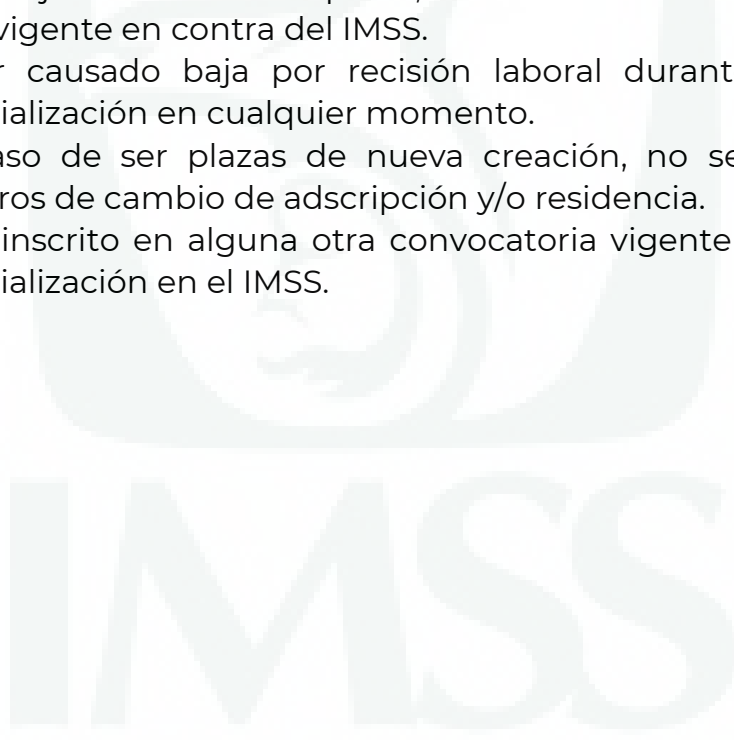 vigente en contra del IMSS.
r causado baja por recisión laboral durant
ialización en cualquier momento.
aso de ser plazas de nueva creación, no se
ros de cambio de adscripción y/o residencia.
inscrito en alguna otra convocatoria vigente
ialización en el IMSS.
IMSS